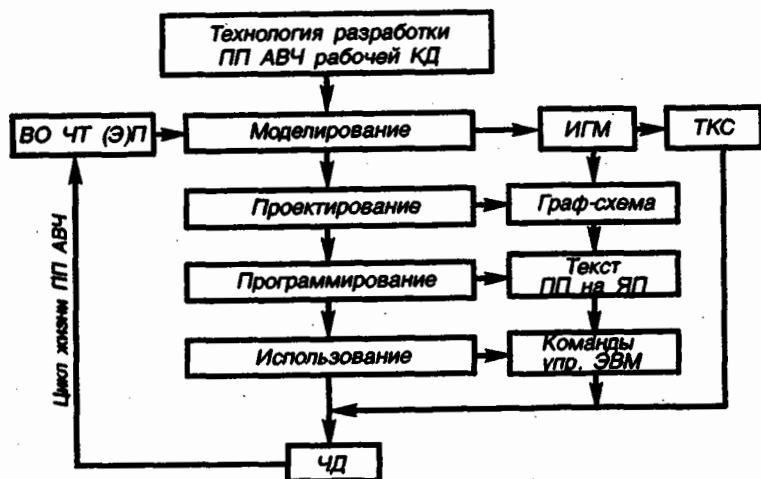 Технология разработки
ПП АВЧ рабочей КД
ВО ЧТ (Э)П
Моделирование
ИГМ
ТКС
Проектирование
Граф-схема
Программирование
Текст
ПП на ЯП
Использование
Команды
упр. ЭВМ
ЧД
Цикл жизни ПП АВЧ